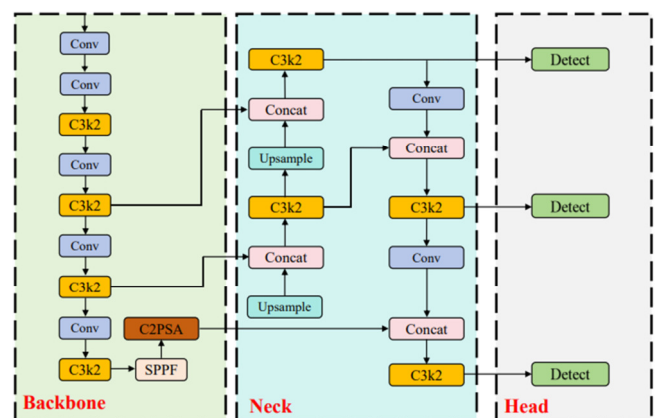 Conv
Conv
C3k2
Conv
C3k2
Conv
C3k2
Conv
C3k2
SPPF
C2PSA
Backbone
C3k2
Concat
Upsample
C3k2
Concat
Upsample
Conv
Concat
C3k2
Conv
Concat
C3k2
Neck
Detect
Detect
Detect
Head